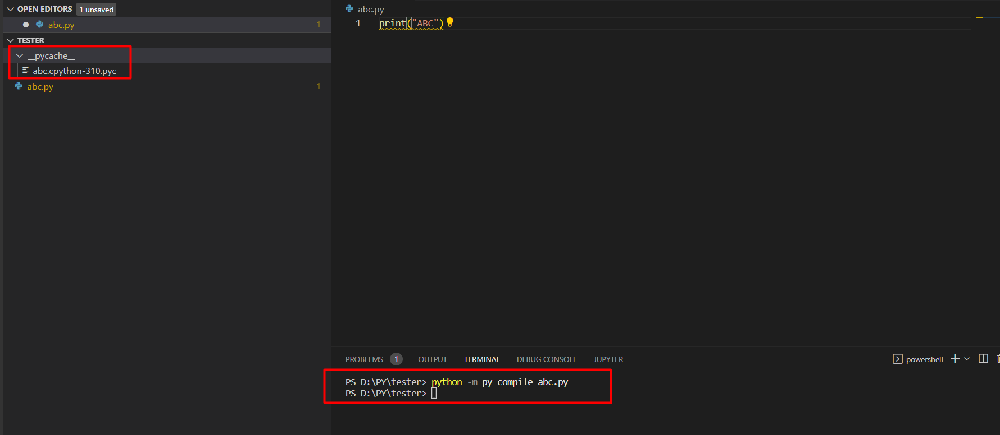 OPEN EDITORS 1 unsaved
abc.py 1
TESTER
__pycache__
abc.cpython-310.pyc
abc.py 1
abc.py
1 print("ABC")
PROBLEMS 1 OUTPUT TERMINAL DEBUG CONSOLE JUPYTER powershell
PS D:\PY\tester> python -m py_compile abc.py
PS D:\PY\tester>